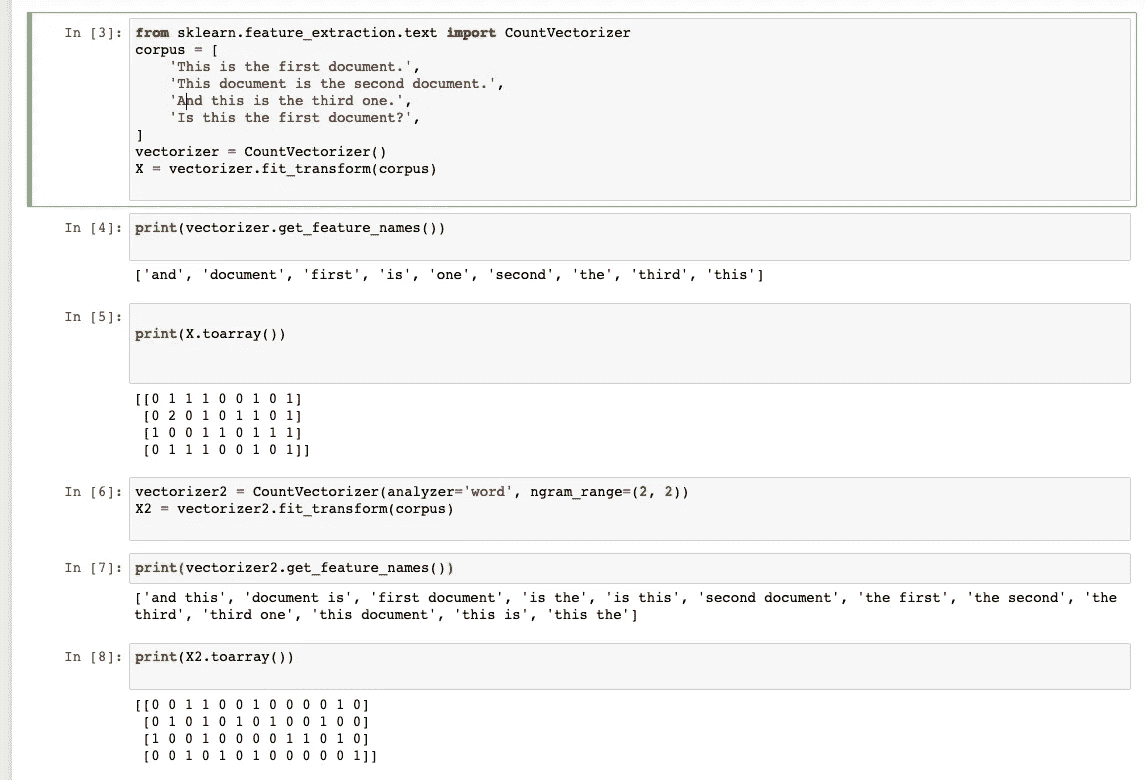 In [3]: from sklearn.feature_extraction.text import CountVectorizer
corpus = [
    'This is the first document.',
    'This document is the second document.',
    'And this is the third one.',
    'Is this the first document?',
]
vectorizer = CountVectorizer()
X = vectorizer.fit_transform(corpus)
In [4]: print(vectorizer.get_feature_names())
['and', 'document', 'first', 'is', 'one', 'second', 'the', 'third', 'this']
In [5]:
print(X.toarray())
[[0 1 1 1 0 0 1 0 1]
 [0 2 0 1 0 1 1 0 1]
 [1 0 0 1 1 0 1 1 1]
 [0 1 1 1 0 0 1 0 1]]
In [6]: vectorizer2 = CountVectorizer(analyzer='word', ngram_range=(2, 2))
X2 = vectorizer2.fit_transform(corpus)
In [7]: print(vectorizer2.get_feature_names())
['and this', 'document is', 'first document', 'is the', 'is this', 'second document', 'the first', 'the second', 'the
third', 'third one', 'this document', 'this is', 'this the']
In [8]: print(X2.toarray())
[[0 0 1 1 0 0 1 0 0 0 0 1 0]
 [0 1 0 1 0 1 0 1 0 0 1 0 0]
 [1 0 0 1 0 0 0 0 1 1 0 1 0]
 [0 0 1 0 1 0 1 0 0 0 0 0 1]]